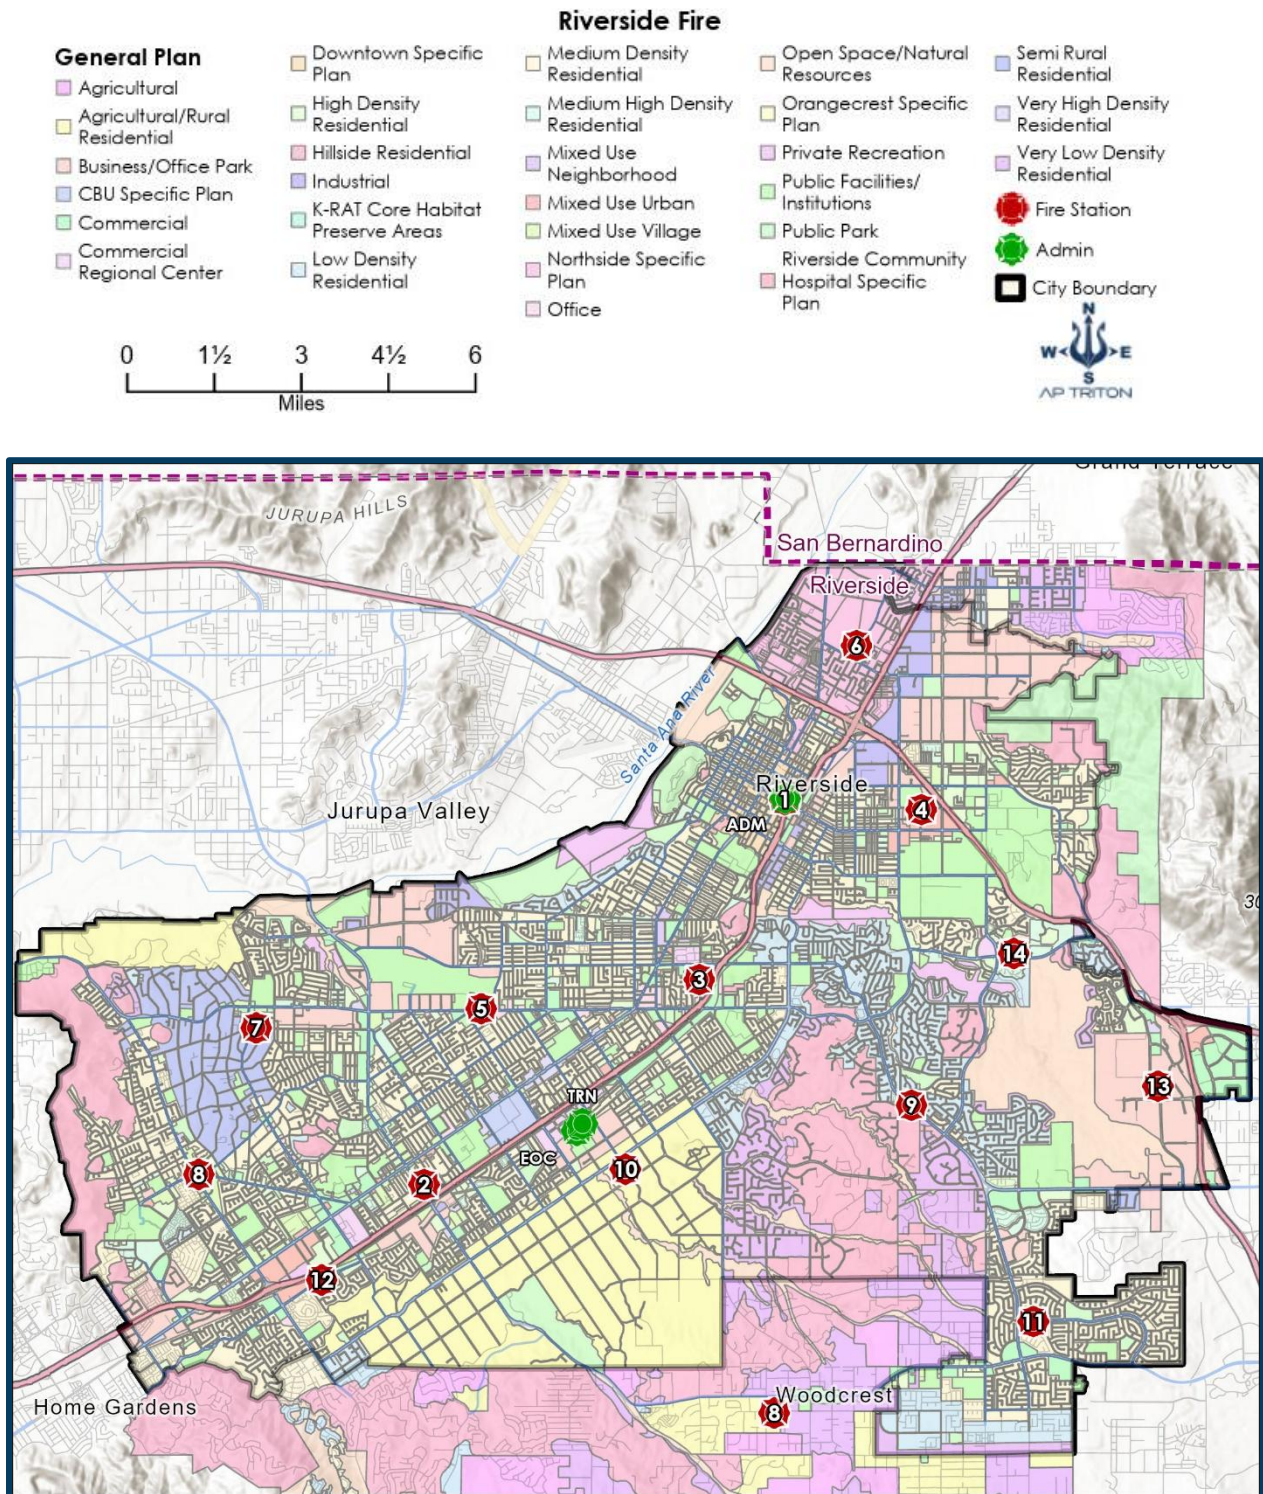 Riverside Fire
General Plan
Agricultural
Agricultural/Rural
Residential
Business/Office Park
CBU Specific Plan
Commercial
Commercial
Regional Center
Downtown Specific
Plan
High Density
Residential
Hillside Residential
Industrial
K-RAT Core Habitat
Preserve Areas
Low Density
Residential
Medium Density
Residential
Medium High Density
Residential
Mixed Use
Neighborhood
Mixed Use Urban
Mixed Use Village
Northside Specific
Plan
Office
Open Space/Natural
Resources
Orangecrest Specific
Plan
Private Recreation
Public Facilities/
Institutions
Public Park
Riverside Community
Hospital Specific
Plan
Semi Rural
Residential
Very High Density
Residential
Very Low Density
Residential
Fire Station
Admin
City Boundary
N
W E
S
AP TRITON
0 1½ 3 4½ 6
Miles
Grand Terrace
JURUPA HILLS
San Bernardino
Riverside
6
Santa Ana River
Riverside
1
4
ADM
Jurupa Valley
30
14
3
5
7
13
TRN
9
EOC
10
8
2
12
11
Woodcrest
Home Gardens
8